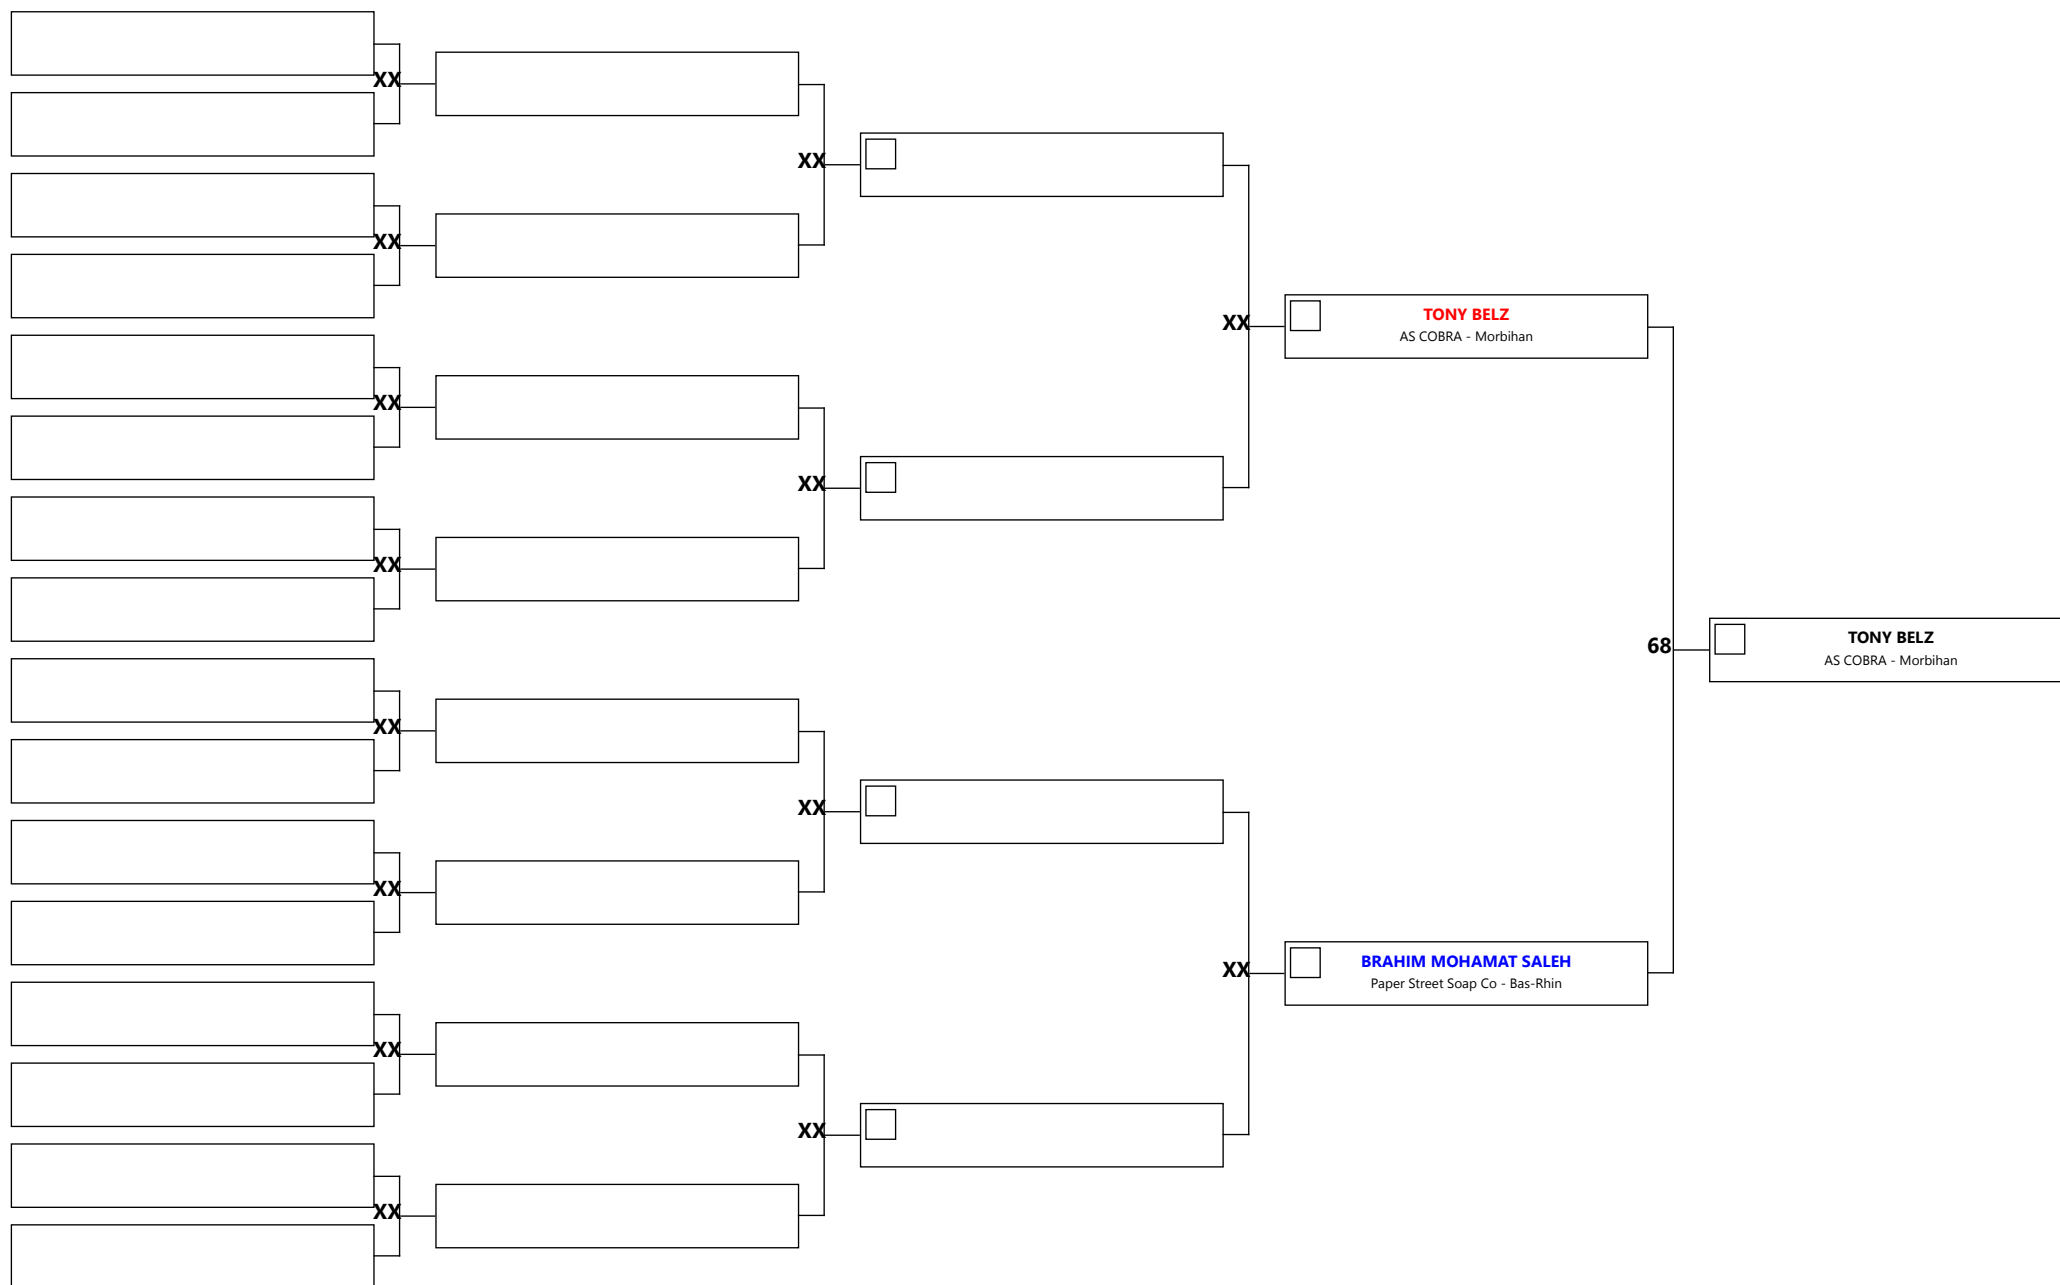 XX
XX
XX
XX
TONY BELZ
XX
AS COBRA - Morbihan
XX
XX
XX
TONY BELZ
68
AS COBRA - Morbihan
XX
XX
XX
BRAHIM MOHAMAT SALEH
XX
Paper Street Soap Co - Bas-Rhin
XX
XX
XX